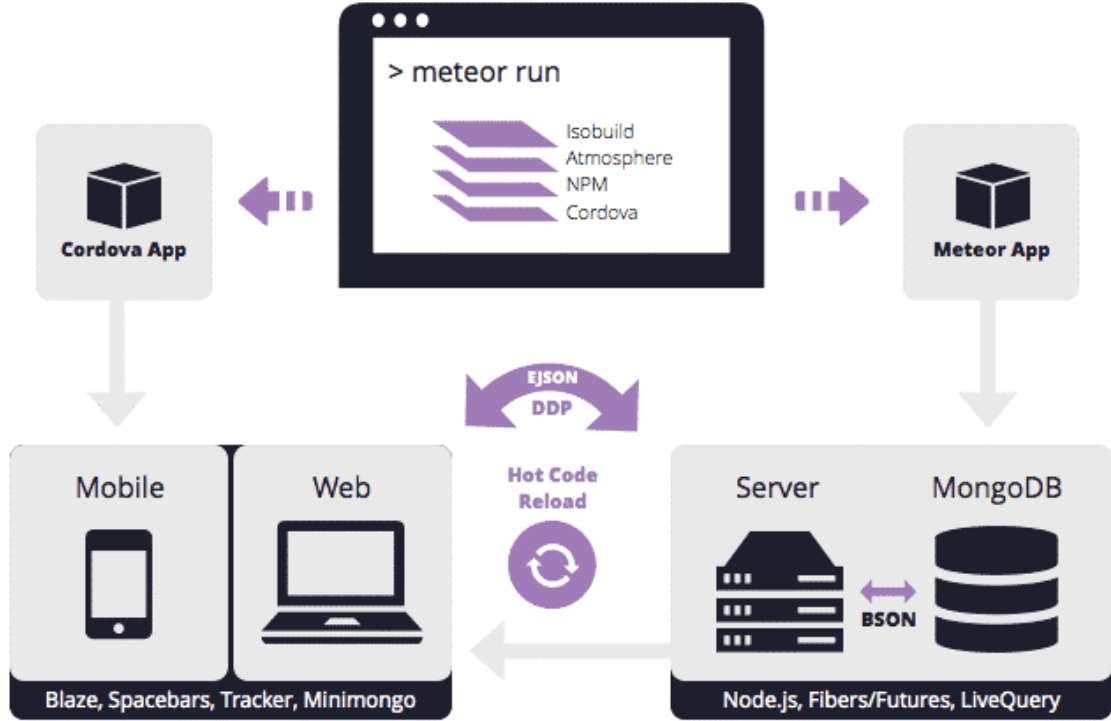 > meteor run
Isobuild
Atmosphere
NPM
Cordova
Cordova App
Meteor App
EJSON
DDP
Hot Code
Reload
Mobile
Web
Server
MongoDB
BSON
Blaze, Spacebars, Tracker, Minimongo
Node.js, Fibers/Futures, LiveQuery